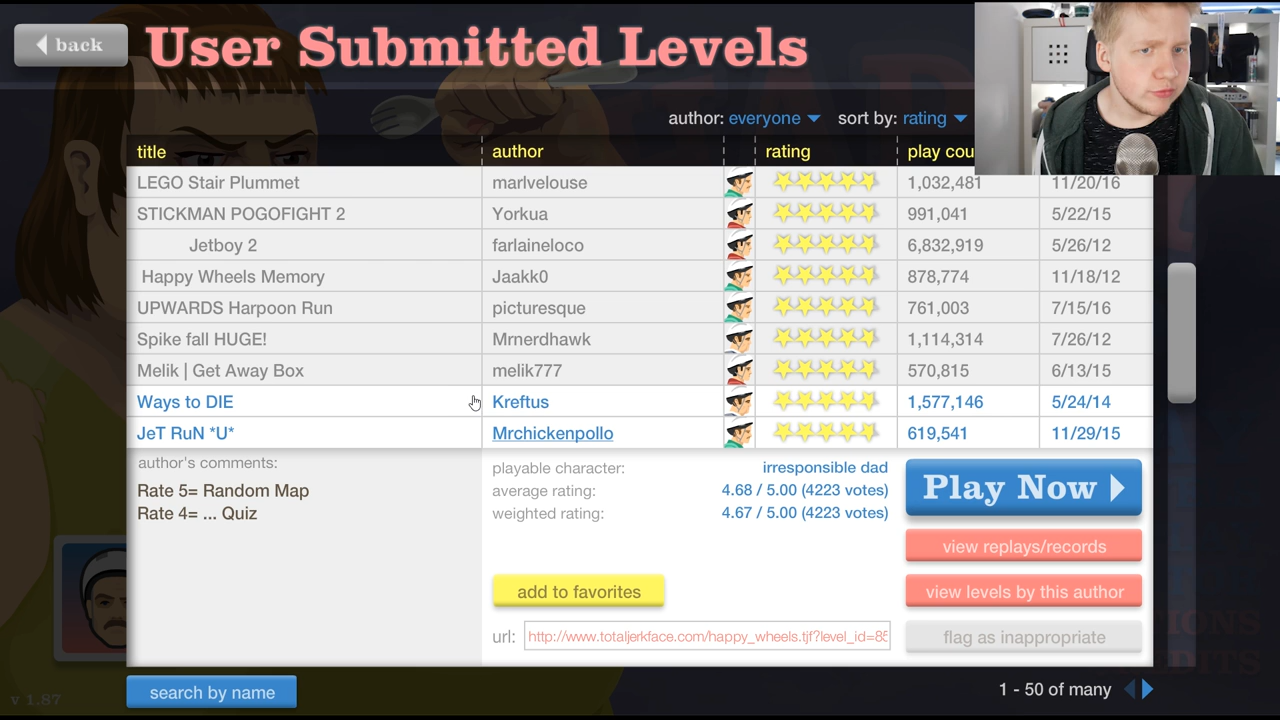 back
User Submitted Levels
author: everyone sort by: rating
title author rating play cou
LEGO Stair Plummet marlvelouse 1,032,481 11/20/16
STICKMAN POGOFIGHT 2 Yorkua 991,041 5/22/15
Jetboy 2 farlaineloco 6,832,919 5/26/12
Happy Wheels Memory Jaakk0 878,774 11/18/12
UPWARDS Harpoon Run picturesque 761,003 7/15/16
Spike fall HUGE! Mrnerdhawk 1,114,314 7/26/12
Melik | Get Away Box melik777 570,815 6/13/15
Ways to DIE Kreftus 1,577,146 5/24/14
JeT RuN *U* Mrchickenpollo 619,541 11/29/15
author's comments:
Rate 5= Random Map
Rate 4= ... Quiz
playable character: irresponsible dad
average rating: 4.68 / 5.00 (4223 votes)
weighted rating: 4.67 / 5.00 (4223 votes)
Play Now
view replays/records
add to favorites
view levels by this author
url: http://www.totaljerkface.com/happy_wheels.tjf?level_id=85
flag as inappropriate
search by name
1 - 50 of many
v 1.87